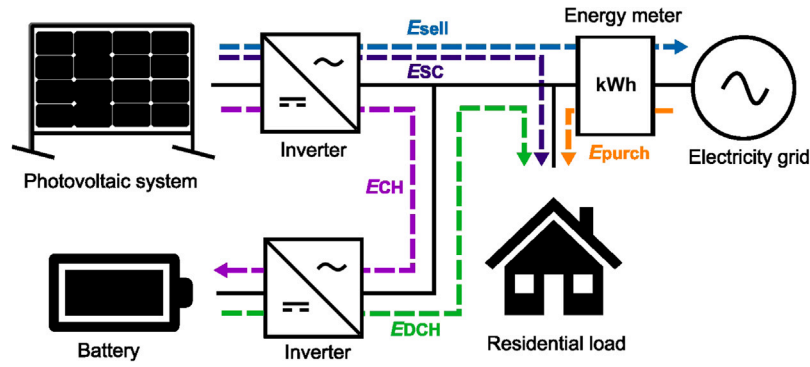 Energy meter
Esell
ESC
kWh
Inverter
Epurch
Electricity grid
Photovoltaic system
ECH
Battery
Inverter
EDCH
Residential load